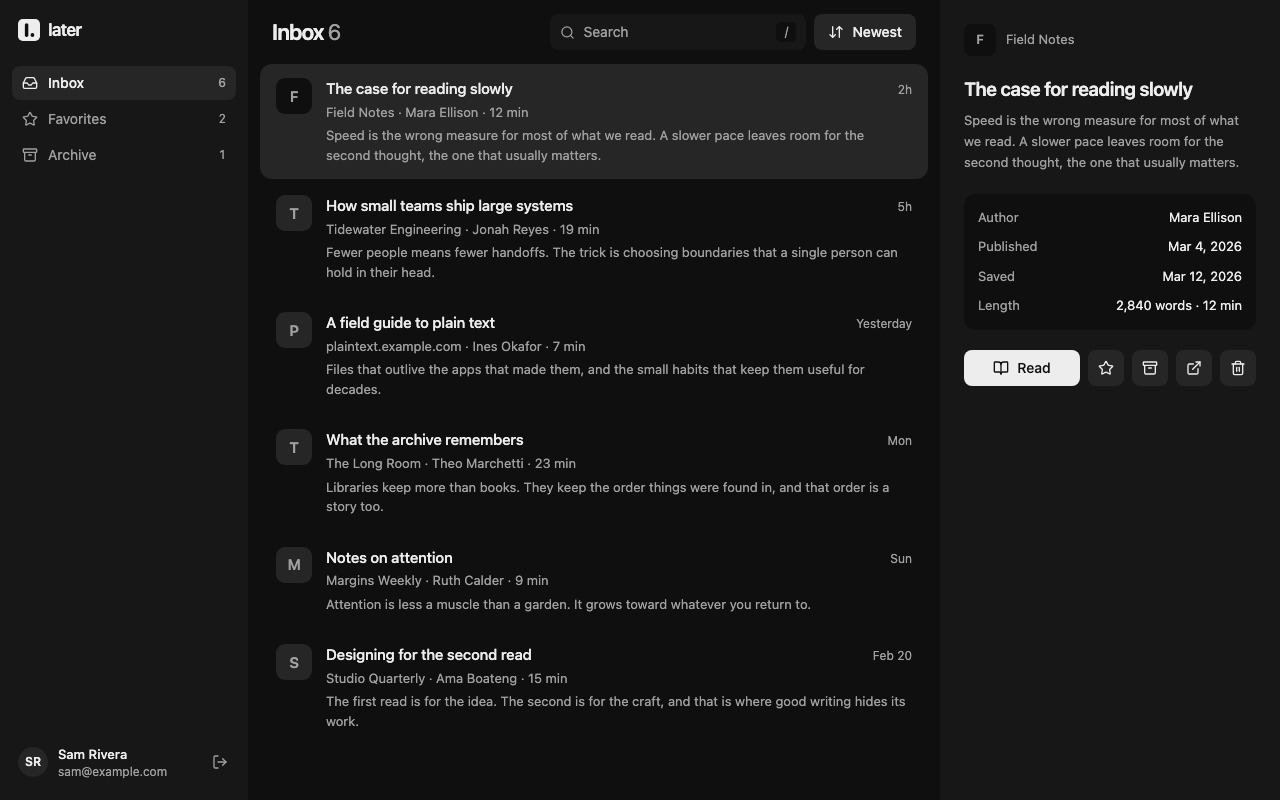 l. later
Inbox 6
Favorites 2
Archive 1
SR
Sam Rivera
sam@example.com
Inbox 6
Search /
Newest
F
The case for reading slowly 2h
Field Notes · Mara Ellison · 12 min
Speed is the wrong measure for most of what we read. A slower pace leaves room for the
second thought, the one that usually matters.
T
How small teams ship large systems 5h
Tidewater Engineering · Jonah Reyes · 19 min
Fewer people means fewer handoffs. The trick is choosing boundaries that a single person can
hold in their head.
P
A field guide to plain text Yesterday
plaintext.example.com · Ines Okafor · 7 min
Files that outlive the apps that made them, and the small habits that keep them useful for
decades.
T
What the archive remembers Mon
The Long Room · Theo Marchetti · 23 min
Libraries keep more than books. They keep the order things were found in, and that order is a
story too.
M
Notes on attention Sun
Margins Weekly · Ruth Calder · 9 min
Attention is less a muscle than a garden. It grows toward whatever you return to.
S
Designing for the second read Feb 20
Studio Quarterly · Ama Boateng · 15 min
The first read is for the idea. The second is for the craft, and that is where good writing hides its
work.
F Field Notes
The case for reading slowly
Speed is the wrong measure for most of what
we read. A slower pace leaves room for the
second thought, the one that usually matters.
Author Mara Ellison
Published Mar 4, 2026
Saved Mar 12, 2026
Length 2,840 words · 12 min
Read